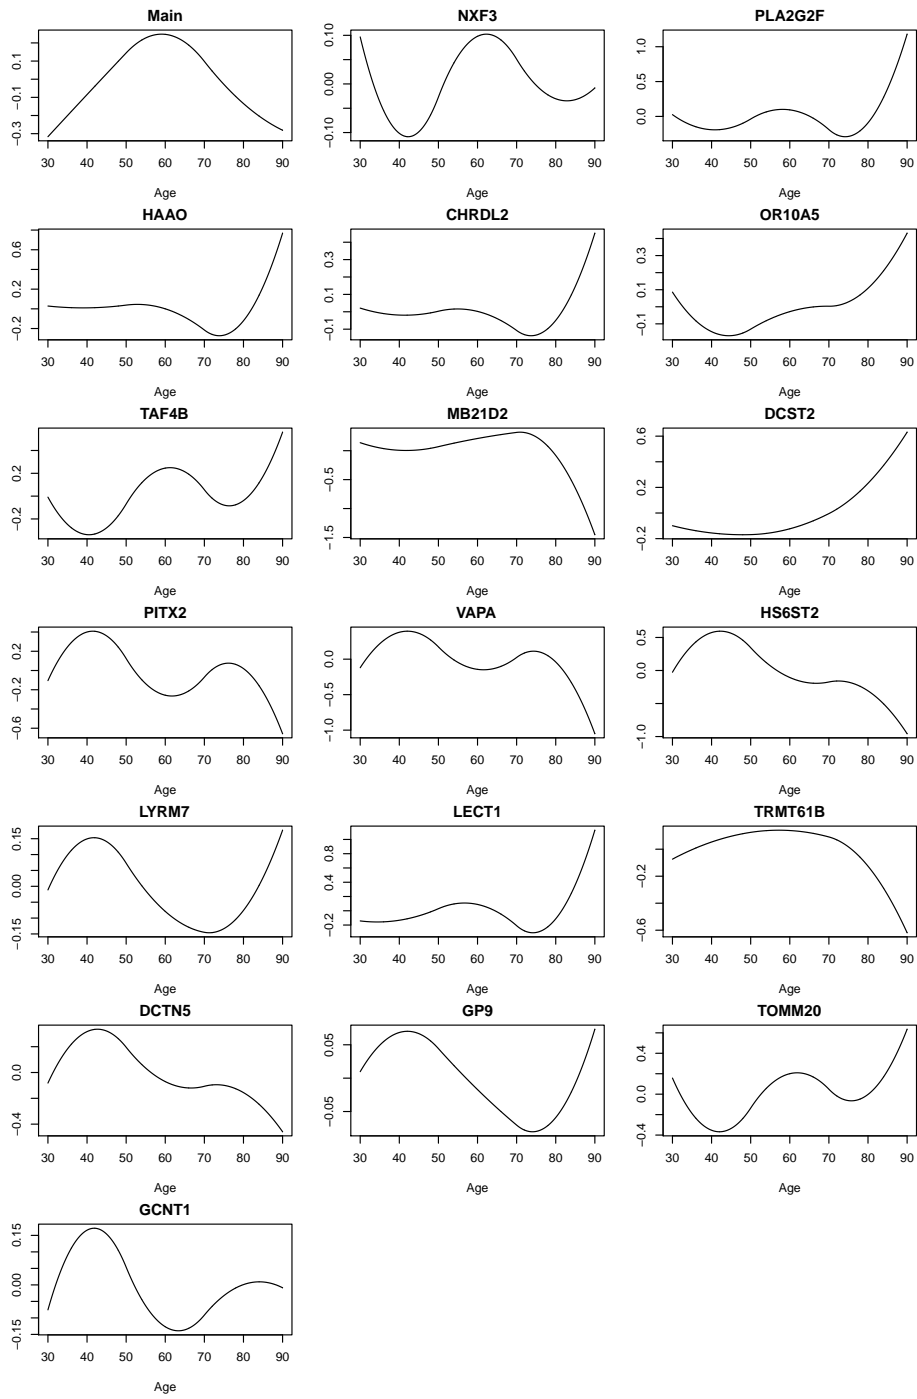 Main NXF3 PLA2G2F
−0.3 −0.1 0.1 −0.10 0.00 0.10 0.0 0.5 1.0
30 40 50 60 70 80 90 30 40 50 60 70 80 90 30 40 50 60 70 80 90
Age Age Age
HAAO CHRDL2 OR10A5
−0.2 0.2 0.6 −0.1 0.1 0.3 −0.1 0.1 0.3
30 40 50 60 70 80 90 30 40 50 60 70 80 90 30 40 50 60 70 80 90
Age Age Age
TAF4B MB21D2 DCST2
−0.2 0.2 −1.5 −0.5 −0.2 0.2 0.6
30 40 50 60 70 80 90 30 40 50 60 70 80 90 30 40 50 60 70 80 90
Age Age Age
PITX2 VAPA HS6ST2
−0.6 −0.2 0.2 −1.0 −0.5 0.0 −1.0 0.0 0.5
30 40 50 60 70 80 90 30 40 50 60 70 80 90 30 40 50 60 70 80 90
Age Age Age
LYRM7 LECT1 TRMT61B
−0.15 0.00 0.15 −0.2 0.4 0.8 −0.6 −0.2
30 40 50 60 70 80 90 30 40 50 60 70 80 90 30 40 50 60 70 80 90
Age Age Age
DCTN5 GP9 TOMM20
−0.4 0.0 −0.05 0.05 −0.4 0.0 0.4
30 40 50 60 70 80 90 30 40 50 60 70 80 90 30 40 50 60 70 80 90
Age Age Age
GCNT1
−0.15 0.00 0.15
30 40 50 60 70 80 90
Age